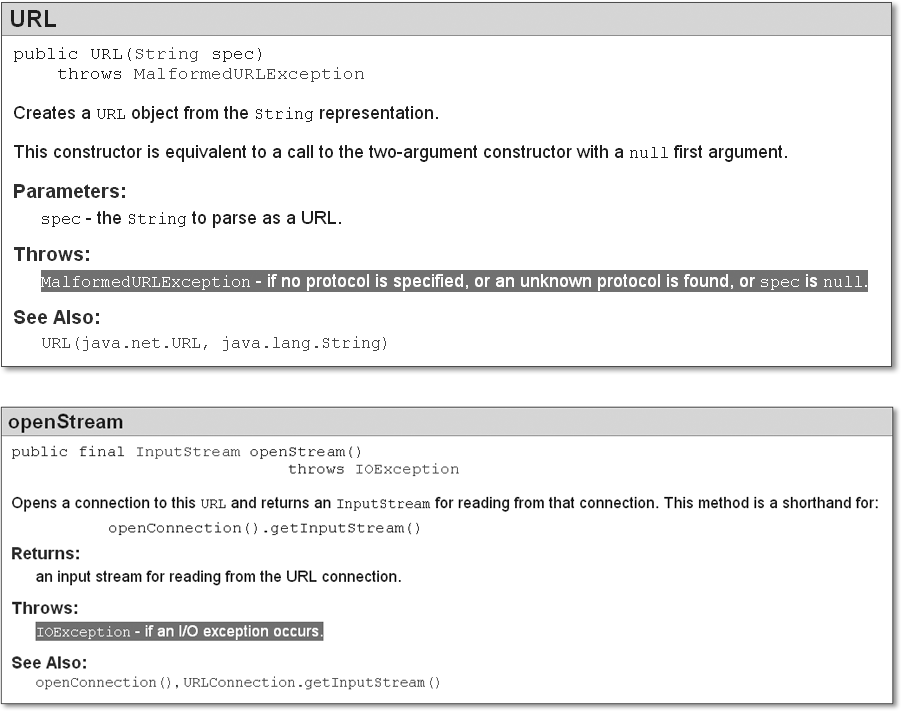 URL
public URL(String spec)
throws MalformedURLException
Creates a URL object from the String representation.
This constructor is equivalent to a call to the two-argument constructor with a null first argument.
Parameters:
spec - the String to parse as a URL.
Throws:
MalformedURLException - if no protocol is specified, or an unknown protocol is found, or spec is null.
See Also:
URL(java.net.URL, java.lang.String)
openStream
public final InputStream openStream()
throws IOException
Opens a connection to this URL and returns an InputStream for reading from that connection. This method is a shorthand for:
openConnection().getInputStream()
Returns:
an input stream for reading from the URL connection.
Throws:
IOException - if an I/O exception occurs.
See Also:
openConnection(), URLConnection.getInputStream()